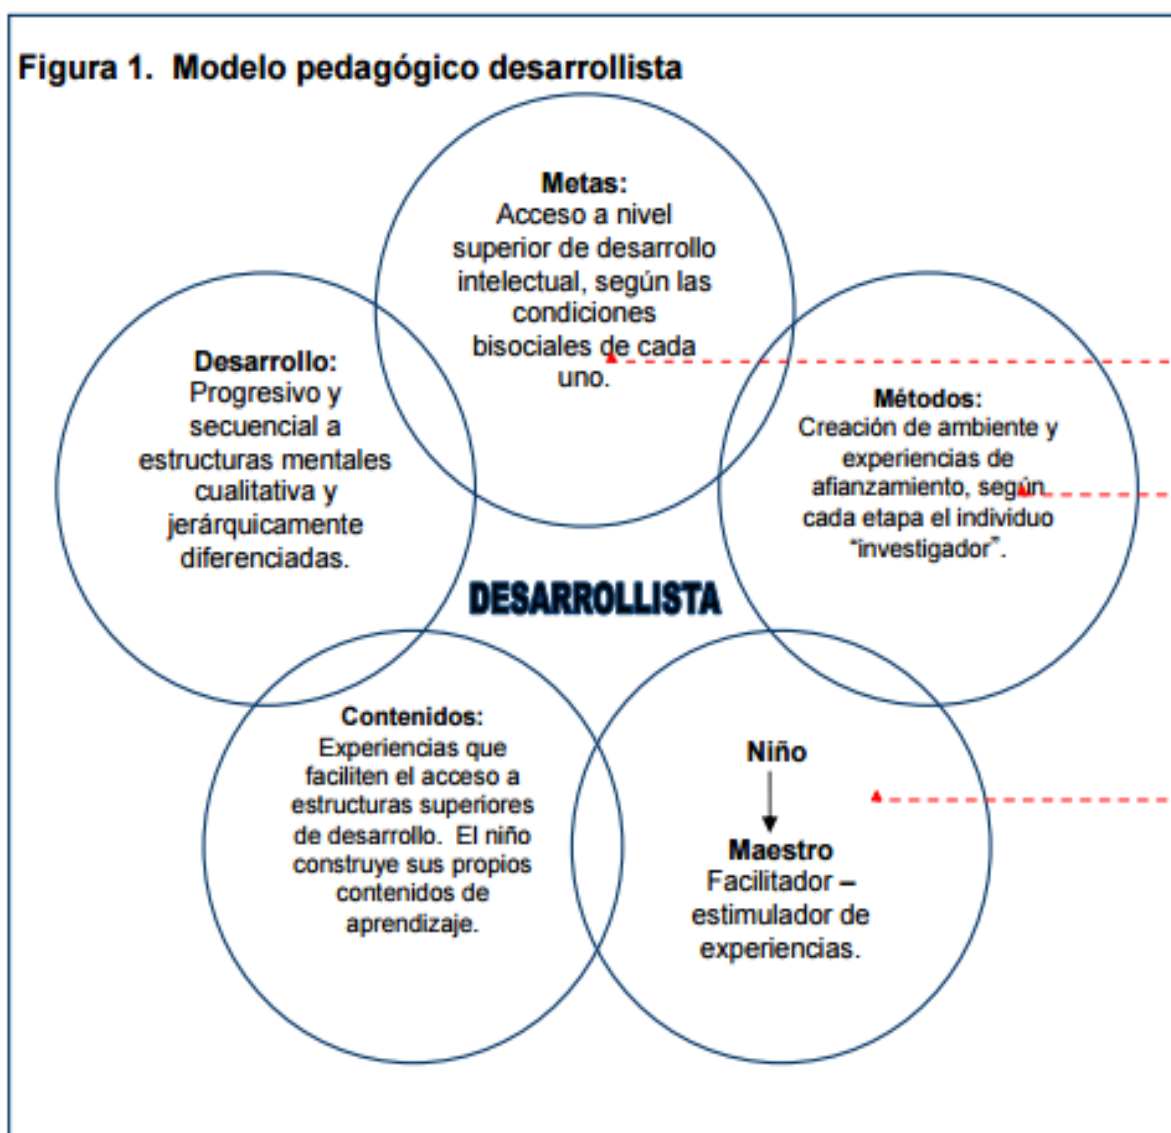 Figura 1.  Modelo pedagógico desarrollista
Metas:
Acceso a nivel
superior de desarrollo
intelectual, según las
condiciones
bisociales de cada
uno.
Desarrollo:
Progresivo y
secuencial a
estructuras mentales
cualitativa y
jerárquicamente
diferenciadas.
Métodos:
Creación de ambiente y
experiencias de
afianzamiento, según
cada etapa el individuo
“investigador”.
DESARROLLISTA
Contenidos:
Experiencias que
faciliten el acceso a
estructuras superiores
de desarrollo.  El niño
construye sus propios
contenidos de
aprendizaje.
Niño
Maestro
Facilitador –
estimulador de
experiencias.